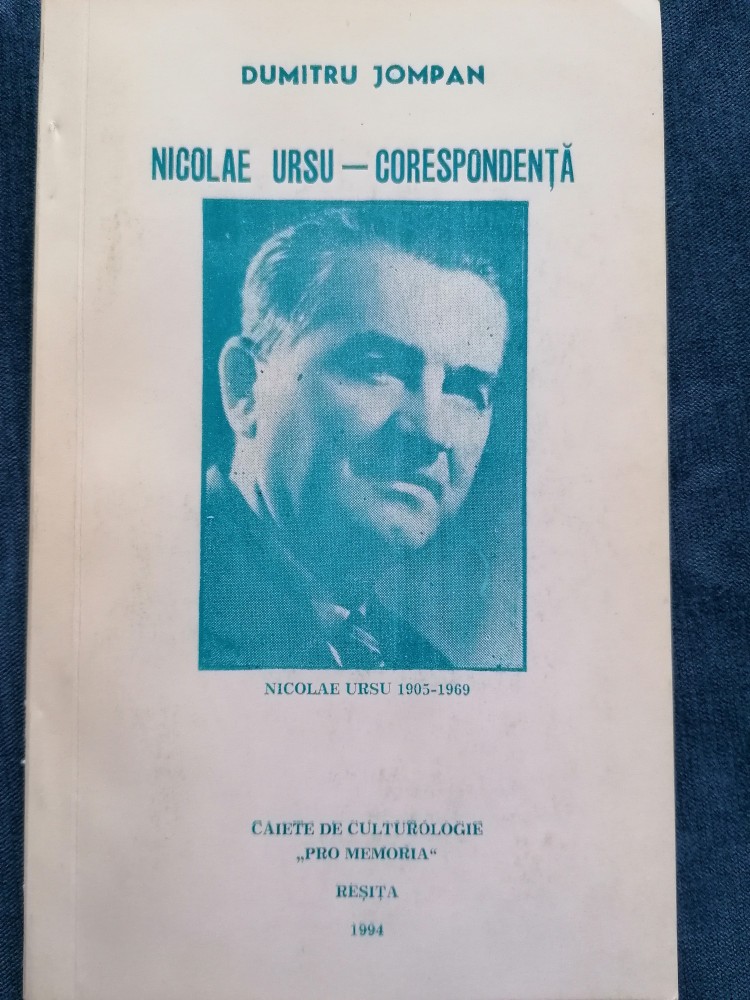 DUMITRU JOMPAN
NICOLAE URSU — CORESPONDENȚĂ
NICOLAE URSU 1905-1969
CAIETE DE CULTUROLOGIE
„PRO MEMORIA“
REȘIȚA
1994